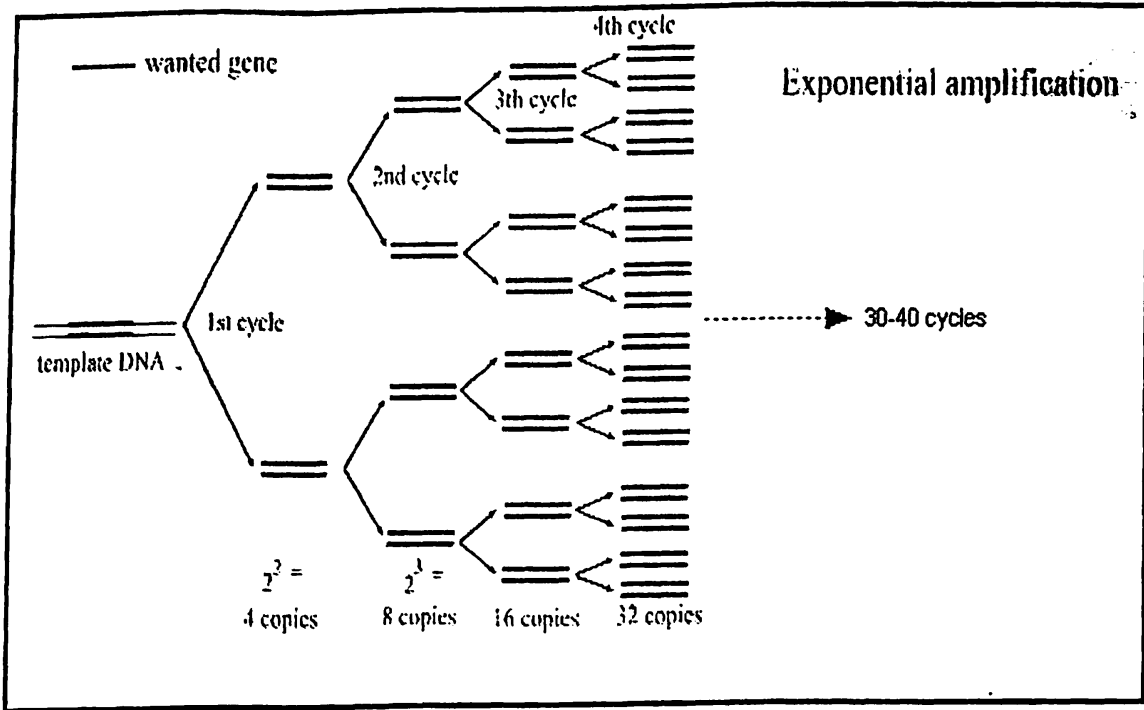 4th cycle
wanted gene
Exponential amplification
3th cycle
2nd cycle
1st cycle
30-40 cycles
template DNA
2² =
2³ =
4 copies
8 copies
16 copies
32 copies